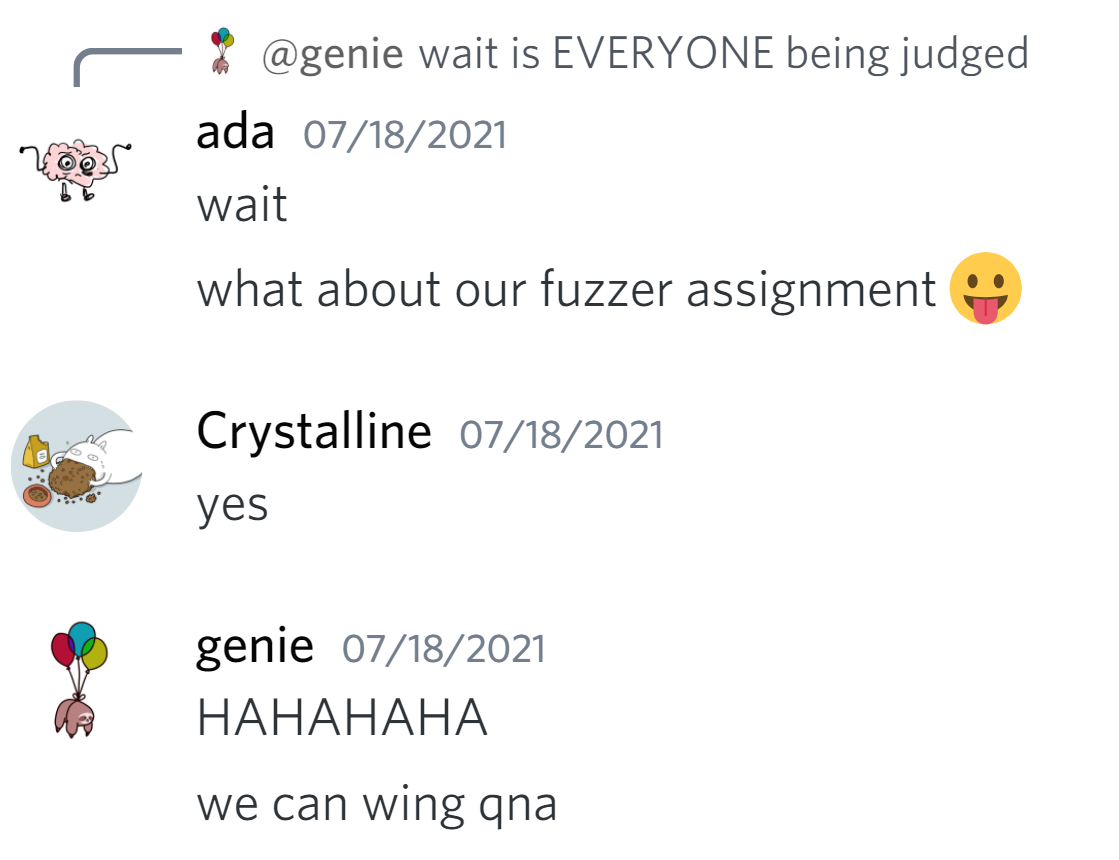 @genie wait is EVERYONE being judged
ada 07/18/2021
wait
what about our fuzzer assignment 😛
Crystalline 07/18/2021
yes
genie 07/18/2021
HAHAHAHA
we can wing qna